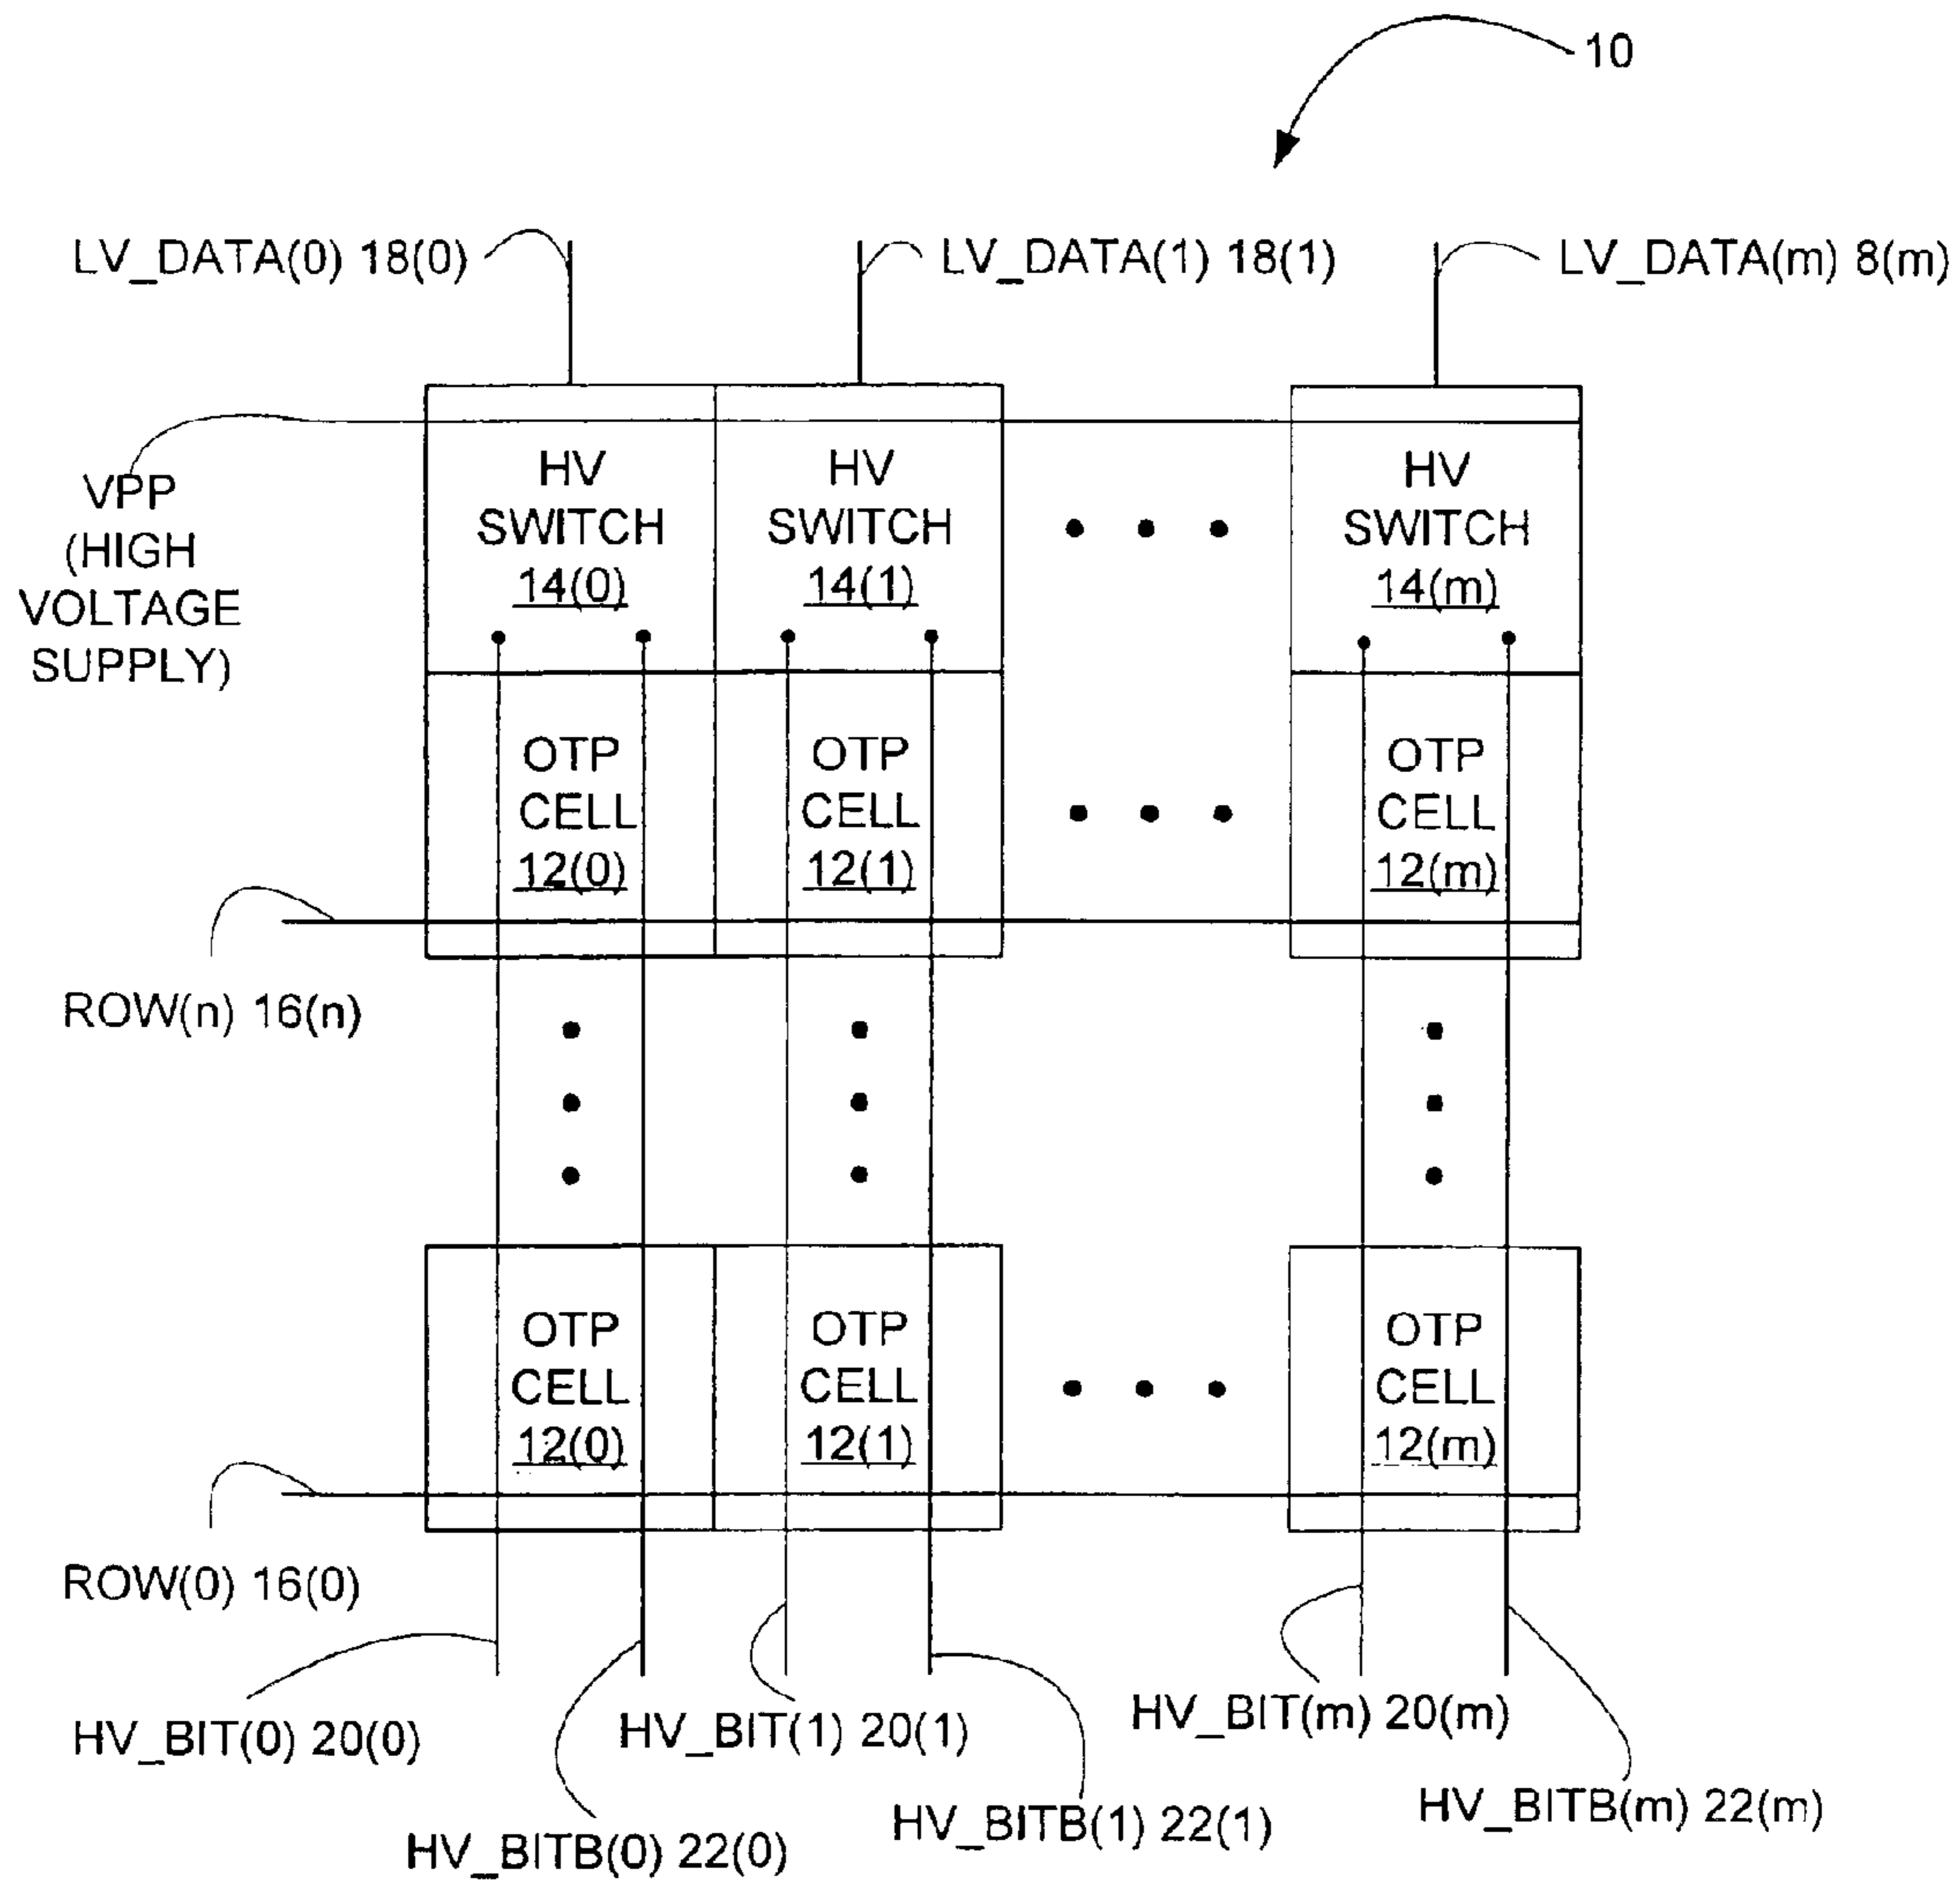 10
LV_DATA(0) 18(0)
LV_DATA(1) 18(1)
LV_DATA(m) 8(m)
VPP
(HIGH
VOLTAGE
SUPPLY)
HV
SWITCH
14(0)
HV
SWITCH
14(1)
HV
SWITCH
14(m)
OTP
CELL
12(0)
OTP
CELL
12(1)
OTP
CELL
12(m)
ROW(n) 16(n)
OTP
CELL
12(0)
OTP
CELL
12(1)
OTP
CELL
12(m)
ROW(0) 16(0)
HV_BIT(0) 20(0)
HV_BITB(0) 22(0)
HV_BIT(1) 20(1)
HV_BITB(1) 22(1)
HV_BIT(m) 20(m)
HV_BITB(m) 22(m)